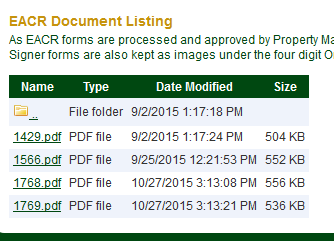 EACR Document Listing
As EACR forms are processed and approved by Property
Signer forms are also kept as images under the four digit
Name Type Date Modified Size
.. File folder 9/2/2015 1:17:18 PM
1429.pdf PDF file 9/2/2015 1:17:24 PM 504 KB
1566.pdf PDF file 9/25/2015 12:21:53 PM 552 KB
1768.pdf PDF file 10/27/2015 3:13:08 PM 556 KB
1769.pdf PDF file 10/27/2015 3:13:21 PM 536 KB